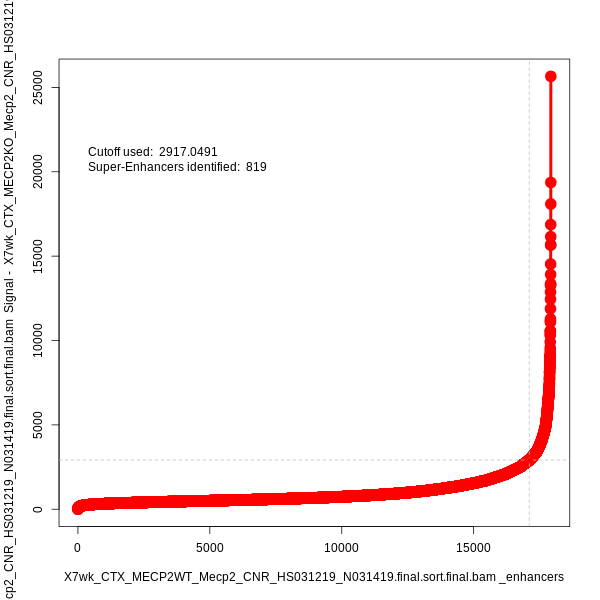 cp2_CNR_HS031219_N031419.final.sort.final.bam Signal - X7wk_CTX_MECP2KO_Mecp2_CNR_HS03121
25000
20000
15000
10000
5000
0
Cutoff used: 2917.0491
Super-Enhancers identified: 819
0 5000 10000 15000
X7wk_CTX_MECP2WT_Mecp2_CNR_HS031219_N031419.final.sort.final.bam _enhancers